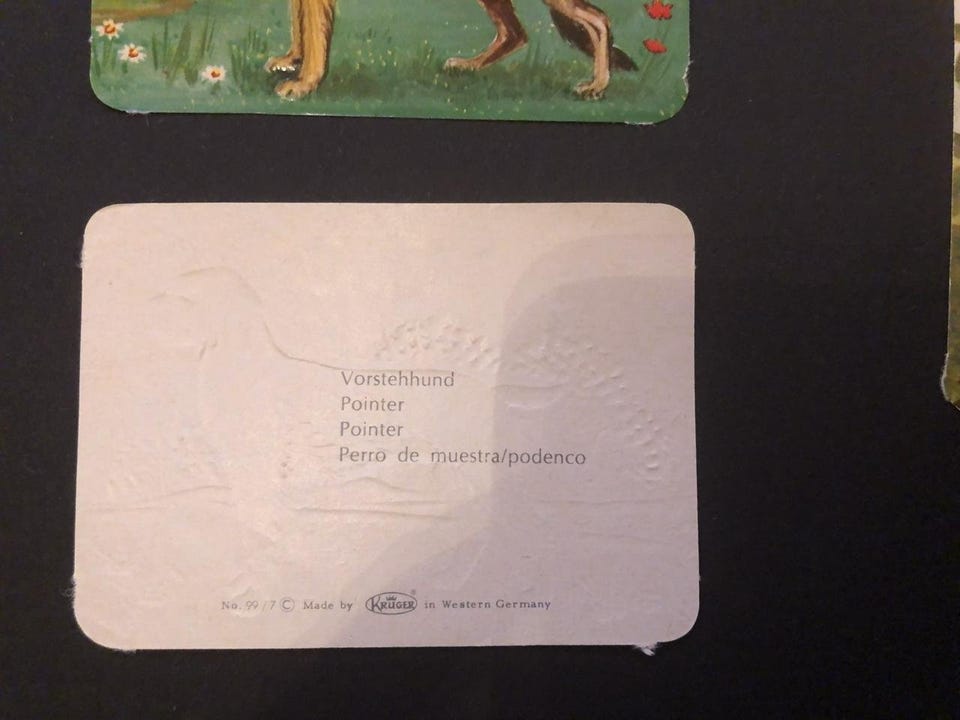 Vorstehhund
Pointer
Pointer
Perro de muestra/podenco
No. 99/7 © Made by KRÜGER® in Western Germany